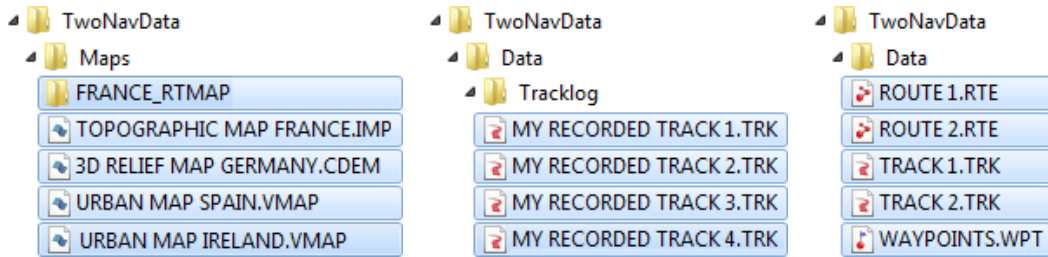 TwoNavData
Maps
FRANCE_RTMAP
TOPOGRAPHIC MAP FRANCE.IMP
3D RELIEF MAP GERMANY.CDEM
URBAN MAP SPAIN.VMAP
URBAN MAP IRELAND.VMAP
TwoNavData
Data
Tracklog
MY RECORDED TRACK 1.TRK
MY RECORDED TRACK 2.TRK
MY RECORDED TRACK 3.TRK
MY RECORDED TRACK 4.TRK
TwoNavData
Data
ROUTE 1.RTE
ROUTE 2.RTE
TRACK 1.TRK
TRACK 2.TRK
WAYPOINTS.WPT